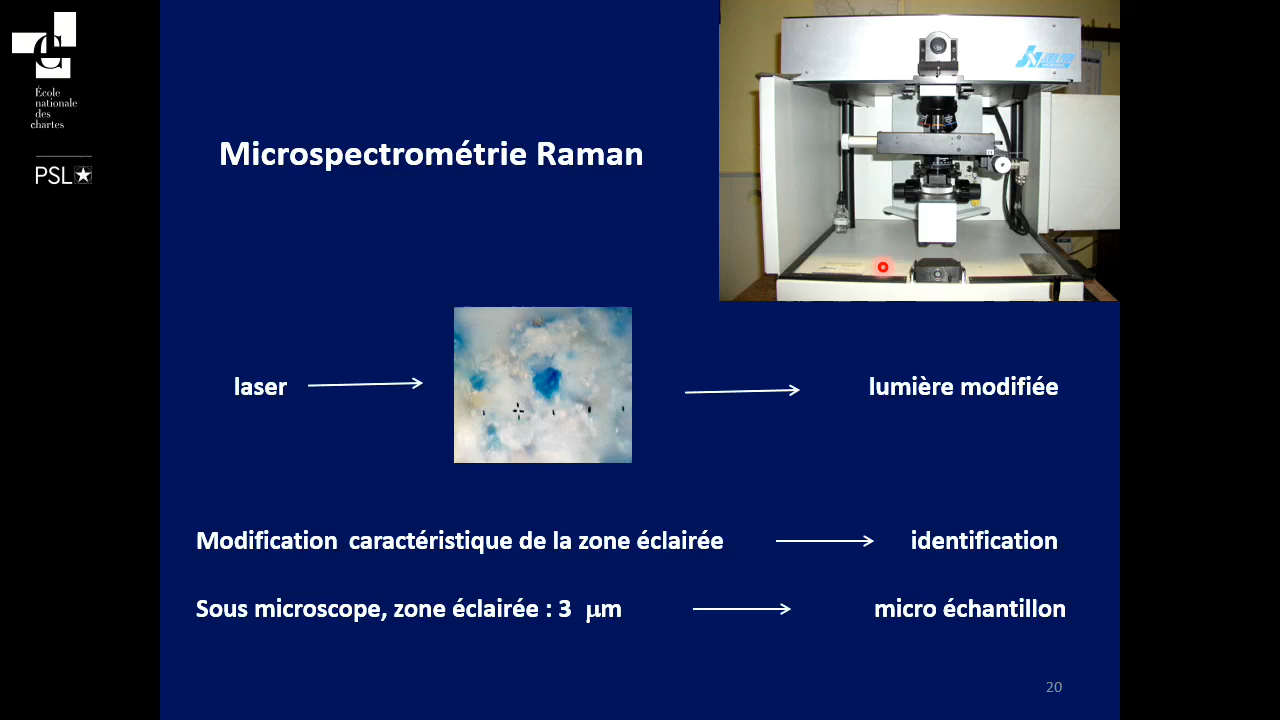 École
nationale
des
chartes
PSL
Microspectrométrie Raman
laser
lumière modifiée
Modification caractéristique de la zone éclairée
identification
Sous microscope, zone éclairée : 3 µm
micro échantillon
20